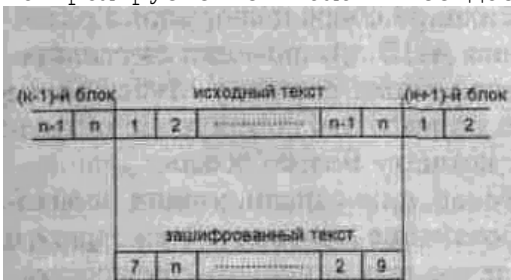 (к-1)-й блок исходный текст (к+1)-й блок
n-1 n 1 2 ................ n-1 n 1 2
зашифрованный текст
7 n ................ 2 9